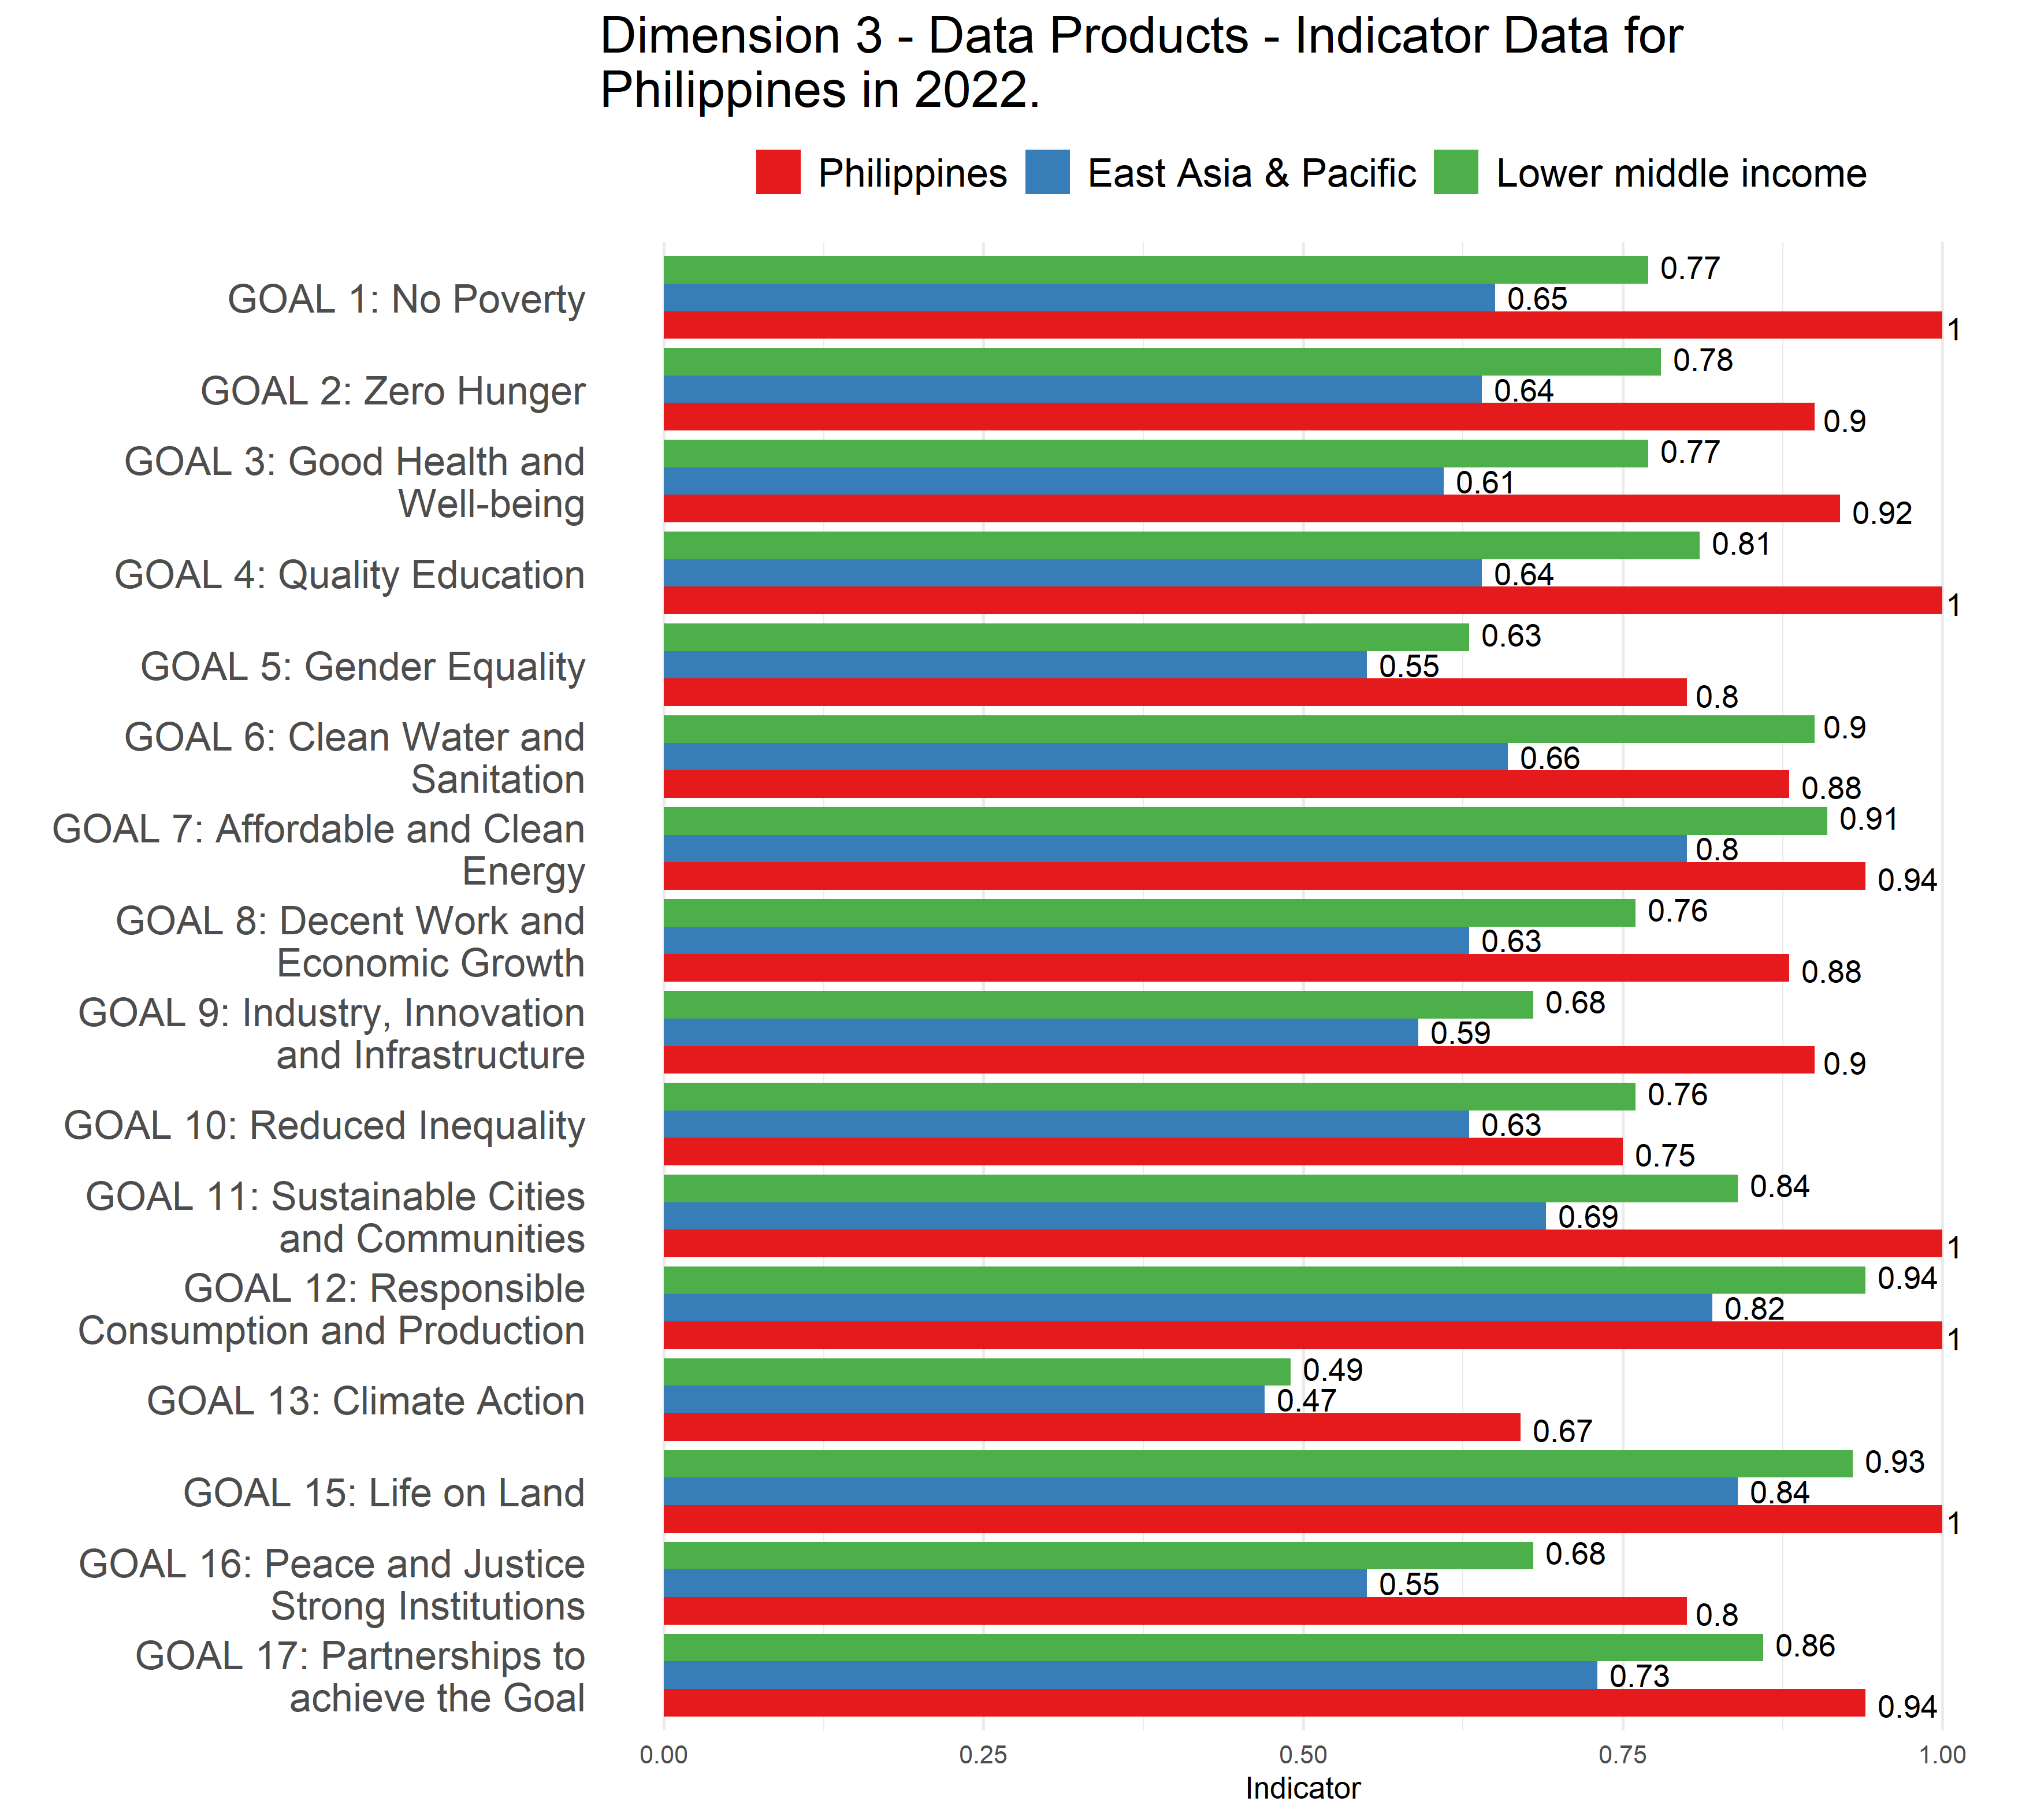 Dimension 3 - Data Products - Indicator Data for
Philippines in 2022.
Philippines East Asia & Pacific Lower middle income
GOAL 1: No Poverty
0.77
0.65
1
GOAL 2: Zero Hunger
0.78
0.64
0.9
GOAL 3: Good Health and
Well-being
0.77
0.61
0.92
GOAL 4: Quality Education
0.81
0.64
1
GOAL 5: Gender Equality
0.63
0.55
0.8
GOAL 6: Clean Water and
Sanitation
0.9
0.66
0.88
GOAL 7: Affordable and Clean
Energy
0.91
0.8
0.94
GOAL 8: Decent Work and
Economic Growth
0.76
0.63
0.88
GOAL 9: Industry, Innovation
and Infrastructure
0.68
0.59
0.9
GOAL 10: Reduced Inequality
0.76
0.63
0.75
GOAL 11: Sustainable Cities
and Communities
0.84
0.69
1
GOAL 12: Responsible
Consumption and Production
0.94
0.82
1
GOAL 13: Climate Action
0.49
0.47
0.67
GOAL 15: Life on Land
0.93
0.84
1
GOAL 16: Peace and Justice
Strong Institutions
0.68
0.55
0.8
GOAL 17: Partnerships to
achieve the Goal
0.86
0.73
0.94
0.00 0.25 0.50 0.75 1.00
Indicator